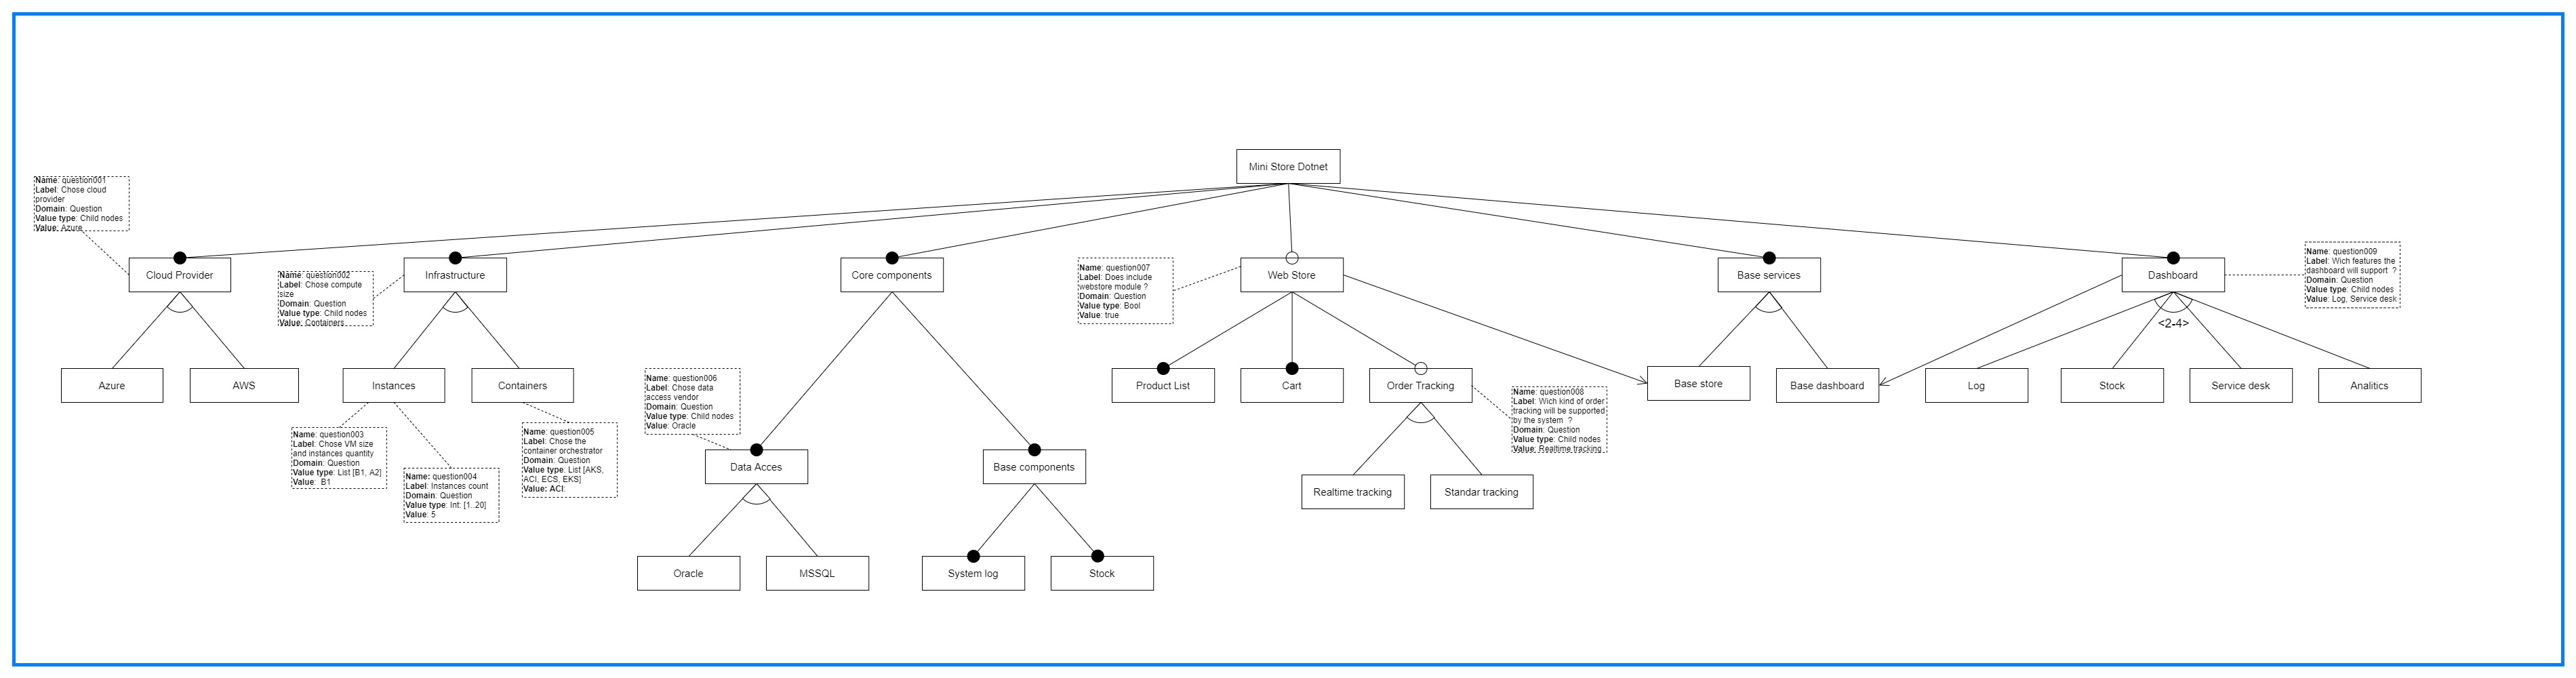 Mini Store Dotnet
Name: question001
Label: Chose cloud
provider
Domain: Question
Value type: Child nodes
Value: Azure
Cloud Provider
Azure
AWS
Name: question002
Label: Chose compute
size
Domain: Question
Value type: Child nodes
Value: Containers
Infrastructure
Instances
Containers
Name: question003
Label: Chose VM size
and instances quantity
Domain: Question
Value type: List [B1, A2]
Value:  B1
Name: question004
Label: Instances count
Domain: Question
Value type: Int: [1..20]
Value: 5
Name: question005
Label: Chose the
container orchestrator
Domain: Question
Value type: List [AKS,
ACI, ECS, EKS]
Value: ACI:
Core components
Name: question006
Label: Chose data
access vendor
Domain: Question
Value type: Child nodes
Value: Oracle
Data Acces
Base components
Oracle
MSSQL
System log
Stock
Name: question007
Label: Does include
webstore module ?
Domain: Question
Value type: Bool
Value: true
Web Store
Product List
Cart
Order Tracking
Name: question008
Label: Wich kind of order
tracking will be supported
by the system  ?
Domain: Question
Value type: Child nodes
Value: Realtime tracking
Realtime tracking
Standar tracking
Base services
Base store
Base dashboard
Dashboard
Name: question009
Label: Wich features the
dashboard will support  ?
Domain: Question
Value type: Child nodes
Value: Log, Service desk
<2-4>
Log
Stock
Service desk
Analitics